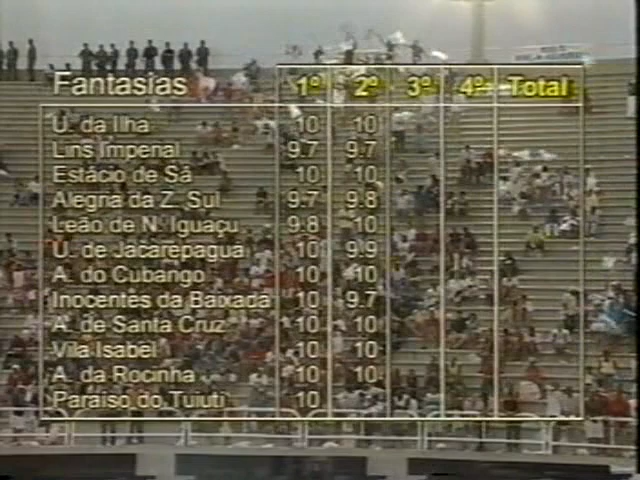 Fantasias 1º 2º 3º 4º Total
U. da Ilha 10 10
Lins Imperial 9.7 9.7
Estácio de Sá 10 10
Alegria da Z. Sul 9.7 9.8
Leão de N. Iguaçu 9.8 10
U. de Jacarepaguá 10 9.9
A. do Cubango 10 10
Inocentes da Baixada 10 9.7
A. de Santa Cruz 10 10
Vila Isabel 10 10
A. da Rocinha 10 10
Paraíso do Tuiuti 10